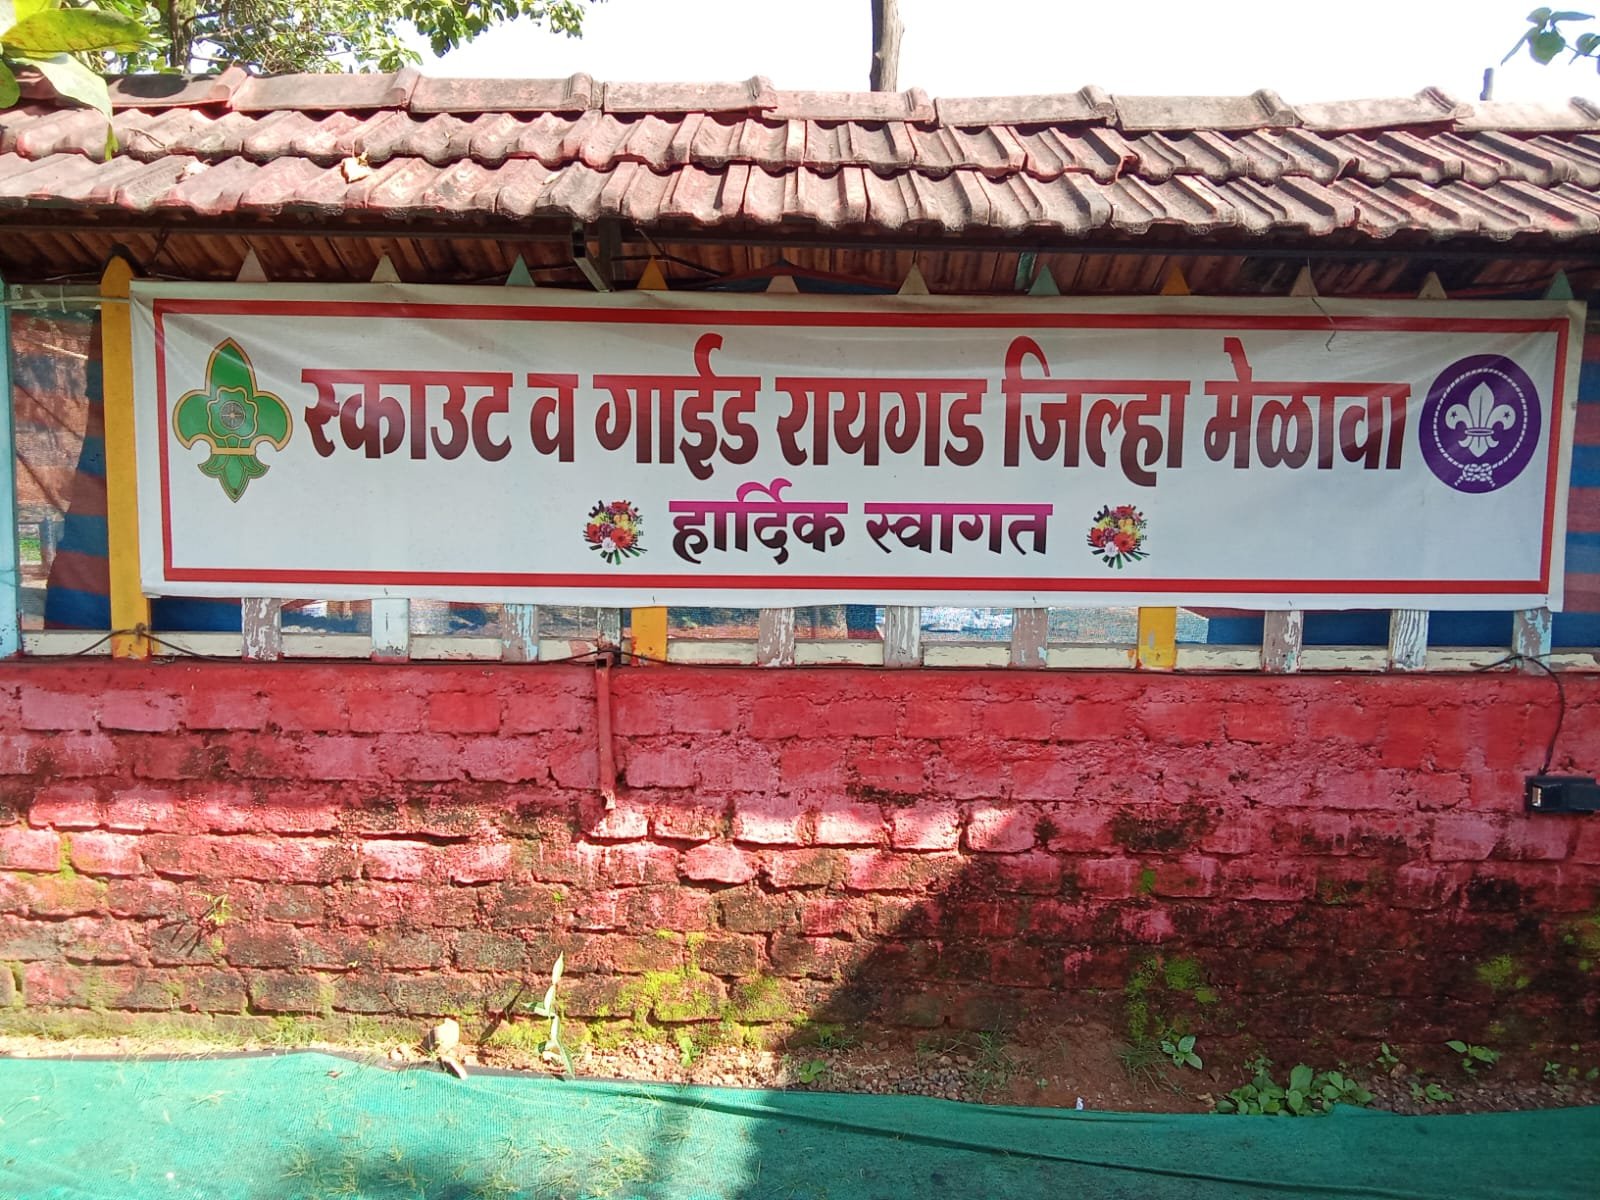 स्काउट व गाईड रायगड जिल्हा मेळावा
हार्दिक स्वागत